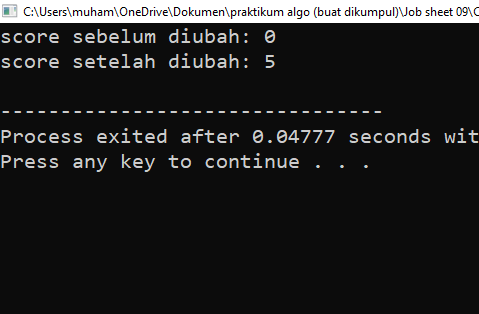 C:\Users\muham\OneDrive\Dokumen\praktikum algo (buat dikumpul)\Job sheet 09\
score sebelum diubah: 0
score setelah diubah: 5
--------------------------------
Process exited after 0.04777 seconds wit
Press any key to continue . . .